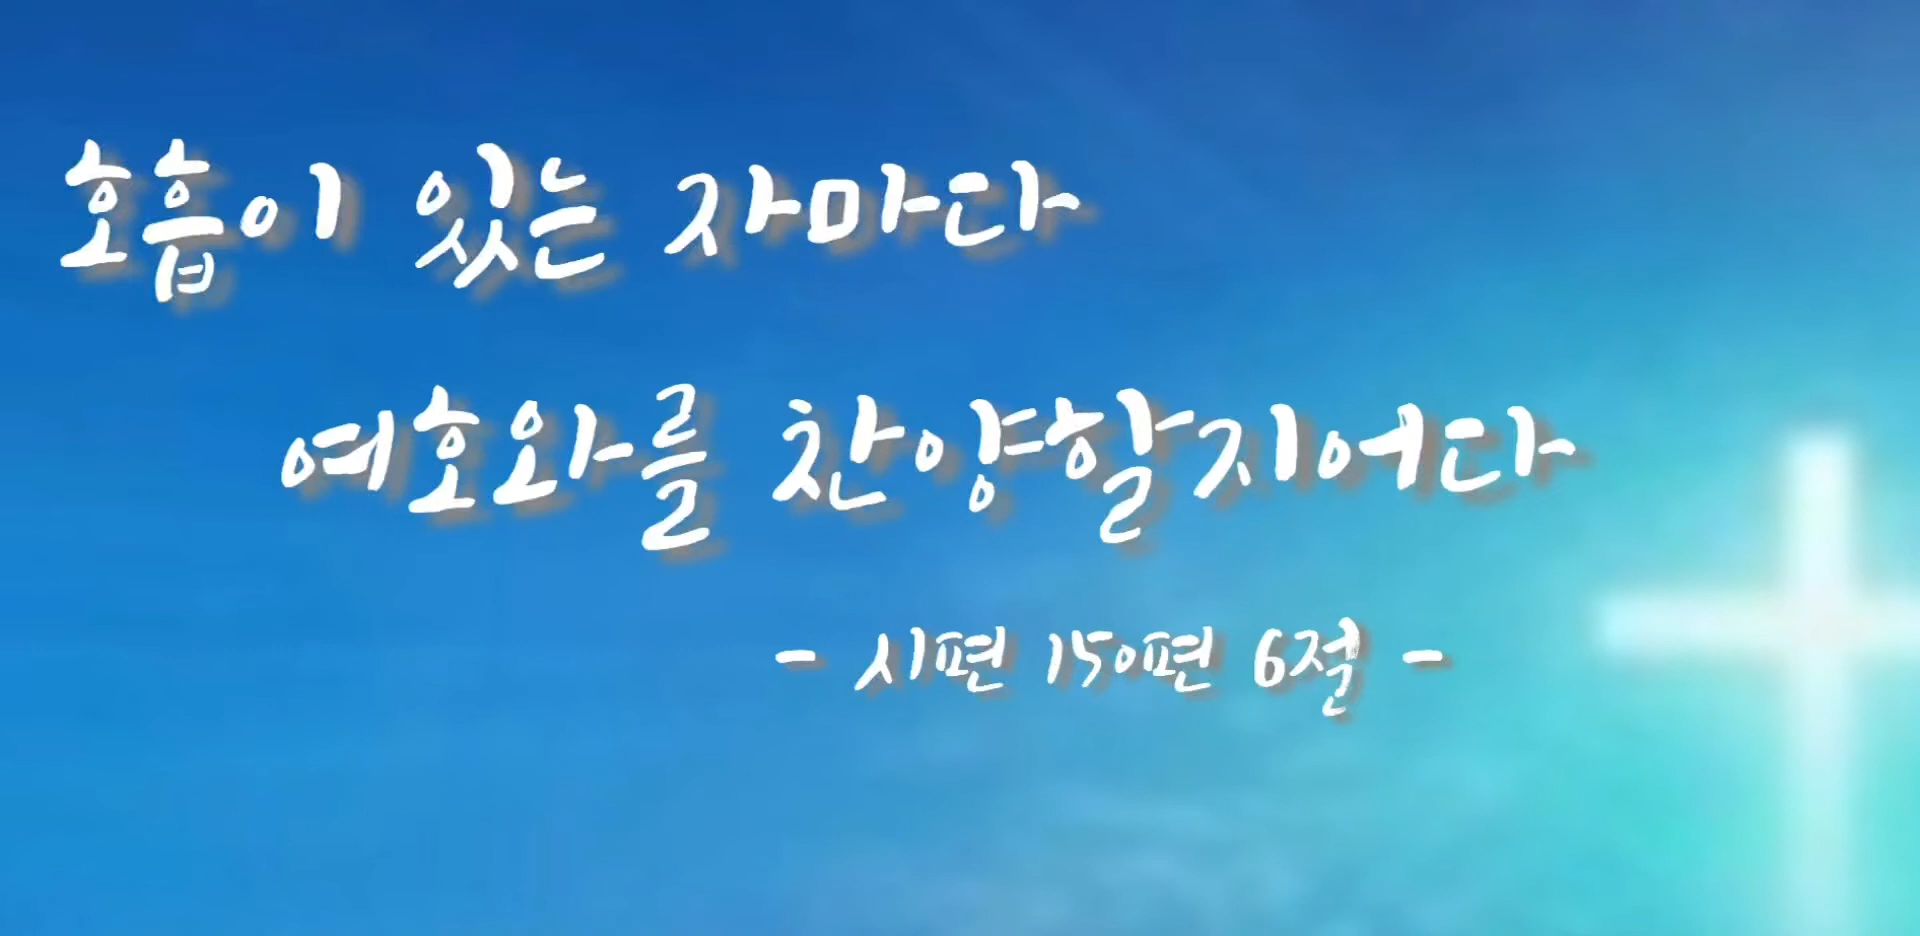 호흡이 있는 자마다
여호와를 찬양할지어다
- 시편 150편 6절 -